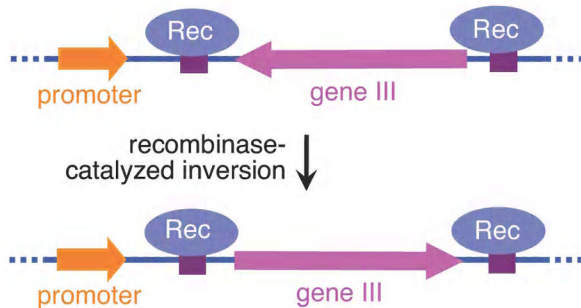 Rec Rec
promoter gene III
recombinase-
catalyzed inversion
Rec Rec
promoter gene III